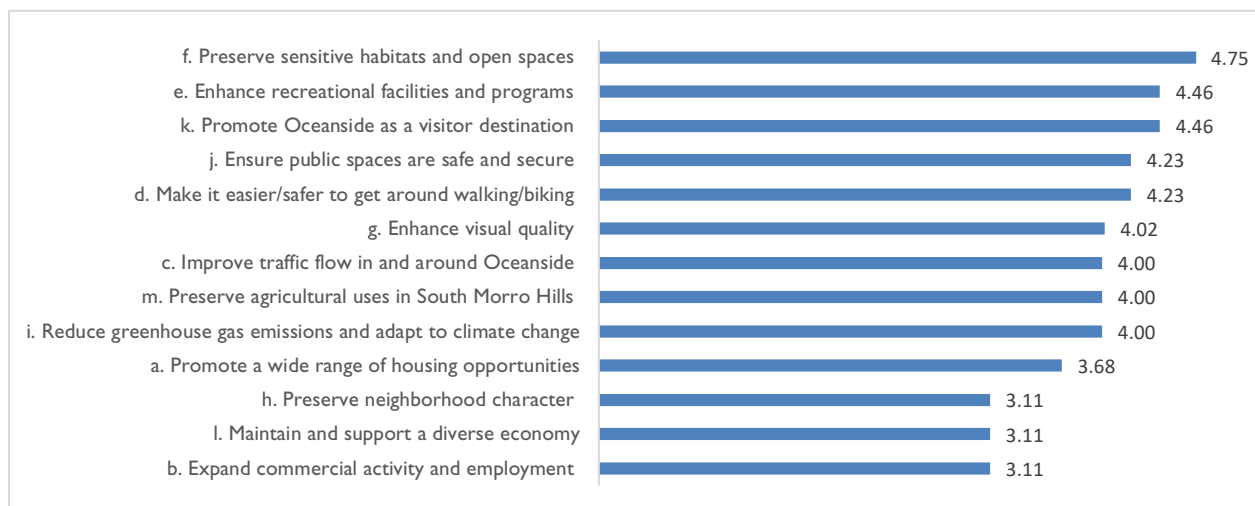 f. Preserve sensitive habitats and open spaces 4.75
e. Enhance recreational facilities and programs 4.46
k. Promote Oceanside as a visitor destination 4.46
j. Ensure public spaces are safe and secure 4.23
d. Make it easier/safer to get around walking/biking 4.23
g. Enhance visual quality 4.02
c. Improve traffic flow in and around Oceanside 4.00
m. Preserve agricultural uses in South Morro Hills 4.00
i. Reduce greenhouse gas emissions and adapt to climate change 4.00
a. Promote a wide range of housing opportunities 3.68
h. Preserve neighborhood character 3.11
l. Maintain and support a diverse economy 3.11
b. Expand commercial activity and employment 3.11